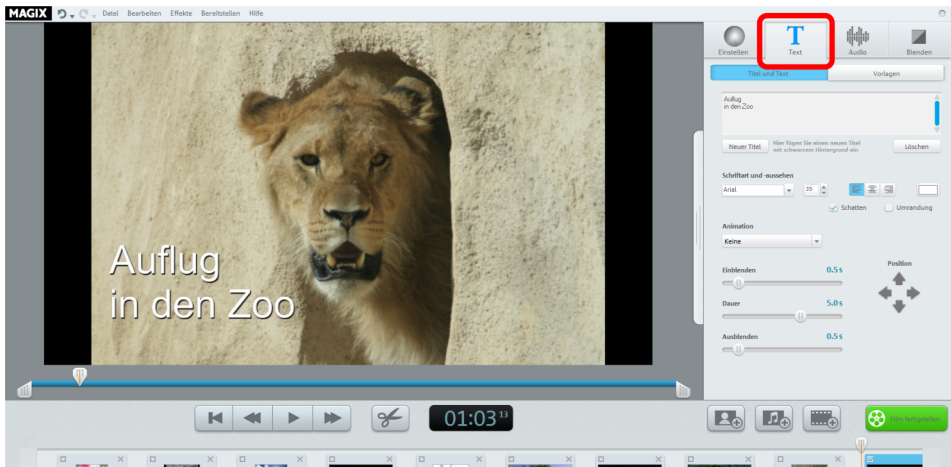 MAGIX Datei Bearbeiten Effekte Bereitstellen Hilfe
Einstellen Text Audio Blenden
Titel und Text Vorlagen
Auflug
in den Zoo
Neuer Titel Hier fügen Sie einen neuen Titel
mit schwarzem Hintergrund ein Löschen
Schriftart und -aussehen
Arial 35
Schatten Umrandung
Animation
Keine
Einblenden 0.5 s Position
Dauer 5.0 s
Ausblenden 0.5 s
Auflug
in den Zoo
01:03 13
Film fertigstellen